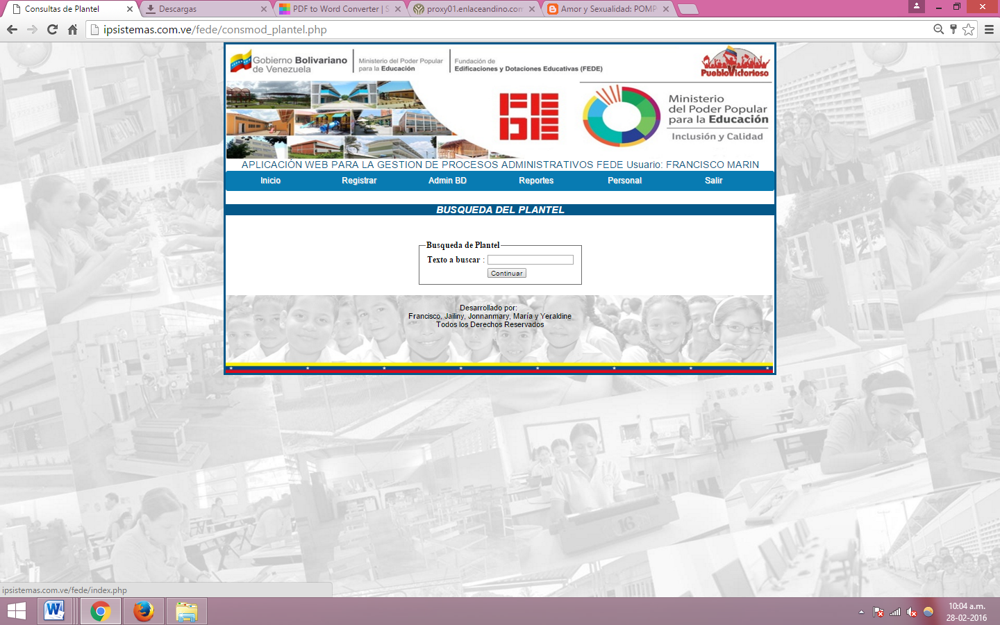 Consultas de Plantel
Descargas
PDF to Word Converter | S
proxy01.enlaceandino.com
Amor y Sexualidad: POMP
ipsistemas.com.ve/fede/consmod_plantel.php
Gobierno Bolivariano
de Venezuela
Ministerio del Poder Popular
para la Educación
Fundación de
Edificaciones y Dotaciones Educativas (FEDE)
PuebloVictorioso
FEDE
Ministerio
del Poder Popular
para la Educación
Inclusión y Calidad
APLICACIÓN WEB PARA LA GESTION DE PROCESOS ADMINISTRATIVOS FEDE Usuario: FRANCISCO MARIN
Inicio Registrar Admin BD Reportes Personal Salir
BUSQUEDA DEL PLANTEL
Busqueda de Plantel
Texto a buscar :
Continuar
Desarrollado por:
Francisco, Jailiny, Jonnanmary, María y Yeraldine
Todos los Derechos Reservados
16
ipsistemas.com.ve/fede/index.php
10:04 a.m.
28-02-2016